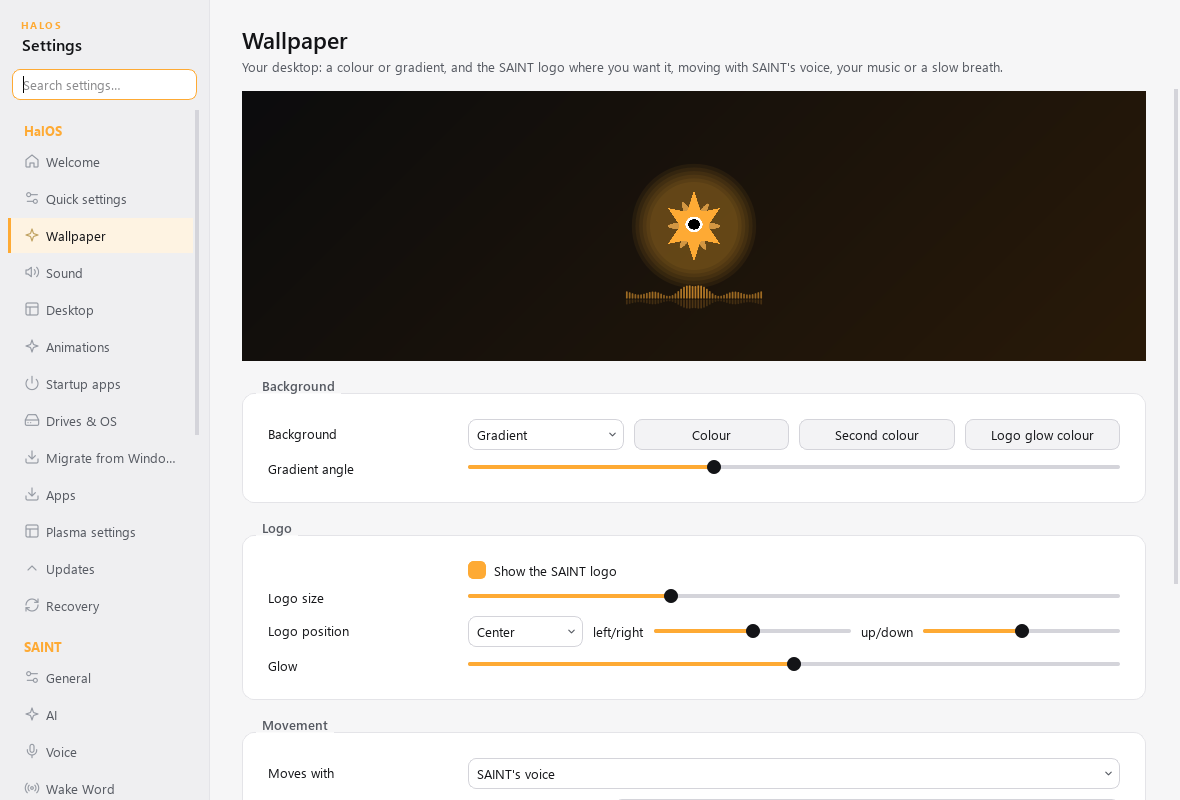 HALOS
Settings
Search settings...
HalOS
Welcome
Quick settings
Wallpaper
Sound
Desktop
Animations
Startup apps
Drives & OS
Migrate from Windo...
Apps
Plasma settings
Updates
Recovery
SAINT
General
AI
Voice
Wake Word
Wallpaper
Your desktop: a colour or gradient, and the SAINT logo where you want it, moving with SAINT's voice, your music or a slow breath.
Background
Background Gradient Colour Second colour Logo glow colour
Gradient angle
Logo
Show the SAINT logo
Logo size
Logo position Center left/right up/down
Glow
Movement
Moves with SAINT's voice